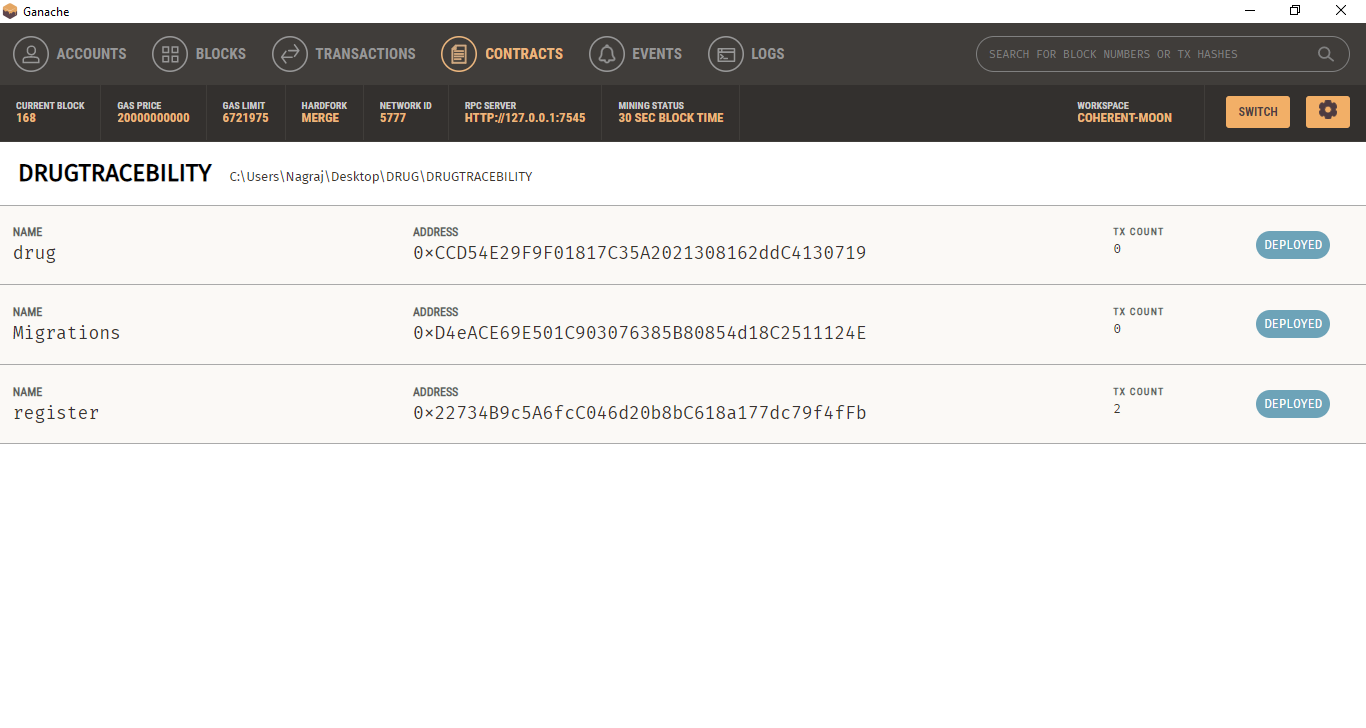 Ganache
ACCOUNTS BLOCKS TRANSACTIONS CONTRACTS EVENTS LOGS SEARCH FOR BLOCK NUMBERS OR TX HASHES
CURRENT BLOCK GAS PRICE GAS LIMIT HARDFORK NETWORK ID RPC SERVER MINING STATUS WORKSPACE
168 20000000000 6721975 MERGE 5777 HTTP://127.0.0.1:7545 30 SEC BLOCK TIME COHERENT-MOON SWITCH
DRUGTRACEBILITY C:\Users\Nagraj\Desktop\DRUG\DRUGTRACEBILITY
NAME ADDRESS TX COUNT
drug 0×CCD54E29F9F01817C35A2021308162ddC4130719 0 DEPLOYED
NAME ADDRESS TX COUNT
Migrations 0×D4eACE69E501C903076385B80854d18C2511124E 0 DEPLOYED
NAME ADDRESS TX COUNT
register 0×22734B9c5A6fcC046d20b8bC618a177dc79f4fFb 2 DEPLOYED